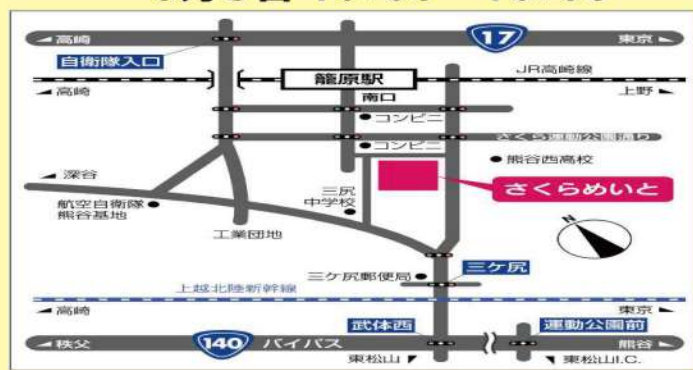 高崎
17
東京
自衛隊入口
籠原駅
JR高崎線
高崎
南口
上野
コンビニ
さくら運動公園通り
コンビニ
熊谷西高校
深谷
さくらめいと
三尻
中学校
航空自衛隊
熊谷基地
工業団地
N
三ケ尻郵便局
三ケ尻
上越北陸新幹線
高崎
東京
武体西
運動公園前
秩父
140
バイパス
熊谷
東松山
東松山I.C.